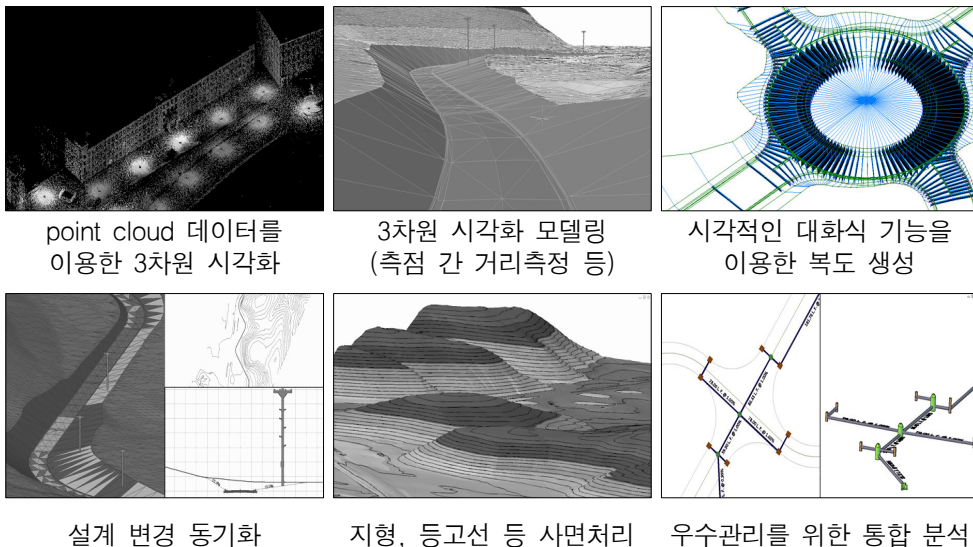 point cloud 데이터를
이용한 3차원 시각화
3차원 시각화 모델링
(측점 간 거리측정 등)
시각적인 대화식 기능을
이용한 복도 생성
설계 변경 동기화
지형, 등고선 등 사면처리
우수관리를 위한 통합 분석